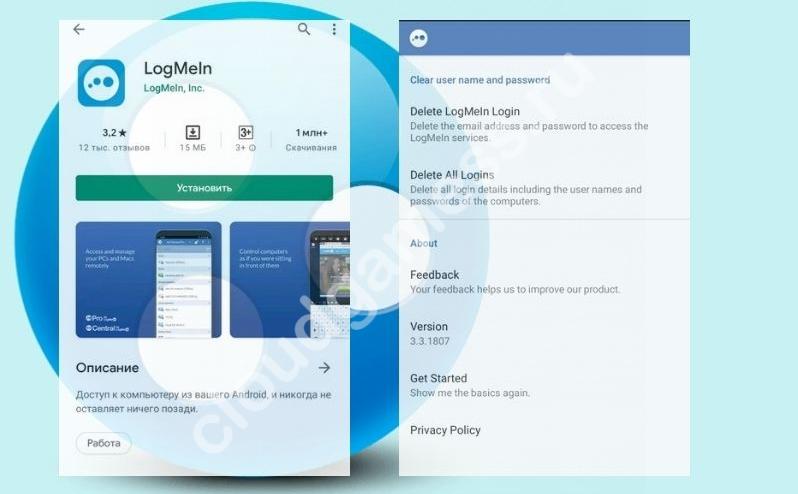 LogMeIn
LogMeIn, Inc.
3,2 ★
12 тыс. отзывов
15 МБ
3+
3+
1 млн+
Скачивания
Установить
Access and manage
your PCs and Macs
remotely
Pro
Central
Control computers
as if you were sitting
in front of them
Описание
Доступ к компьютеру из вашего Android, и никогда не
оставляет ничего позади.
Работа
Clear user name and password
Delete LogMeIn Login
Delete the email address and password to access the
LogMeIn services.
Delete All Logins
Delete all login details including the user names and
passwords of the computers.
About
Feedback
Your feedback helps us to improve our product.
Version
3.3.1807
Get Started
Show me the basics again.
Privacy Policy